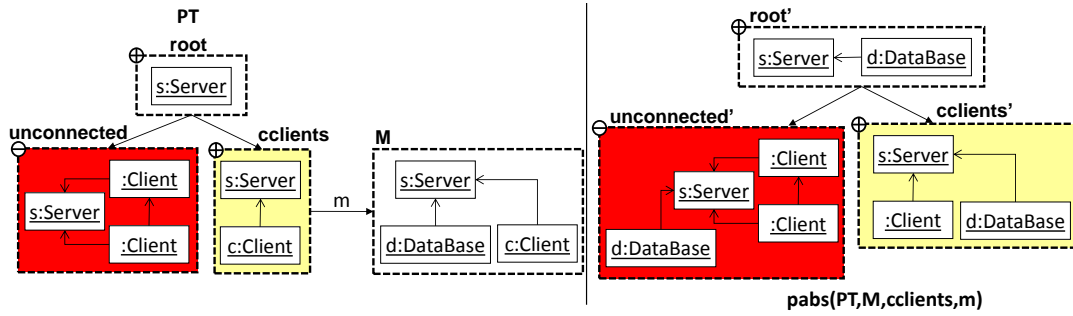 PT
root
s:Server
unconnected
:Client
s:Server
:Client
cclients
s:Server
c:Client
m
M
s:Server
d:DataBase
c:Client
root'
s:Server
d:DataBase
unconnected'
:Client
s:Server
:Client
d:DataBase
cclients'
s:Server
:Client
d:DataBase
pabs(PT,M,cclients,m)